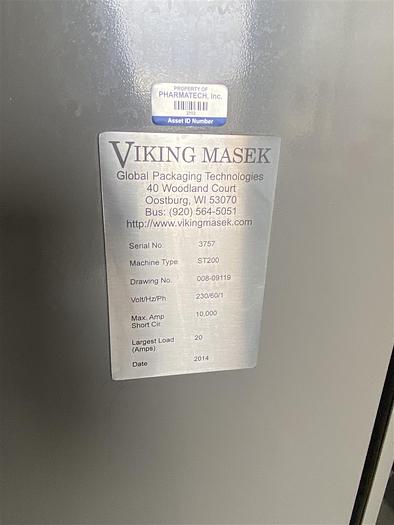 PROPERTY OF
PHARMATECH, Inc.
Asset ID Number
VIKING MASEK
Global Packaging Technologies
40 Woodland Court
Oostburg, WI 53070
Bus: (920) 564-5051
http://www.vikingmasek.com
Serial No: 3757
Machine Type ST200
Drawing No. 008-09119
Volt/Hz/Ph 230/60/1
Max. Amp 10,000
Short Cir.
Largest Load 20
(Amps)
Date 2014